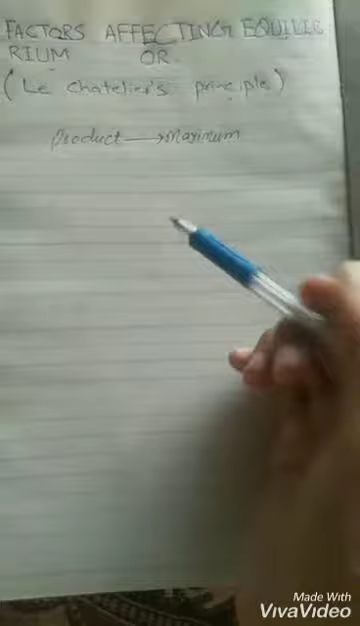 FACTORS AFFECTING EQUILIB
RIUM OR
(Le Chatelier's principle)
Product → Maximum
Made With
VivaVideo